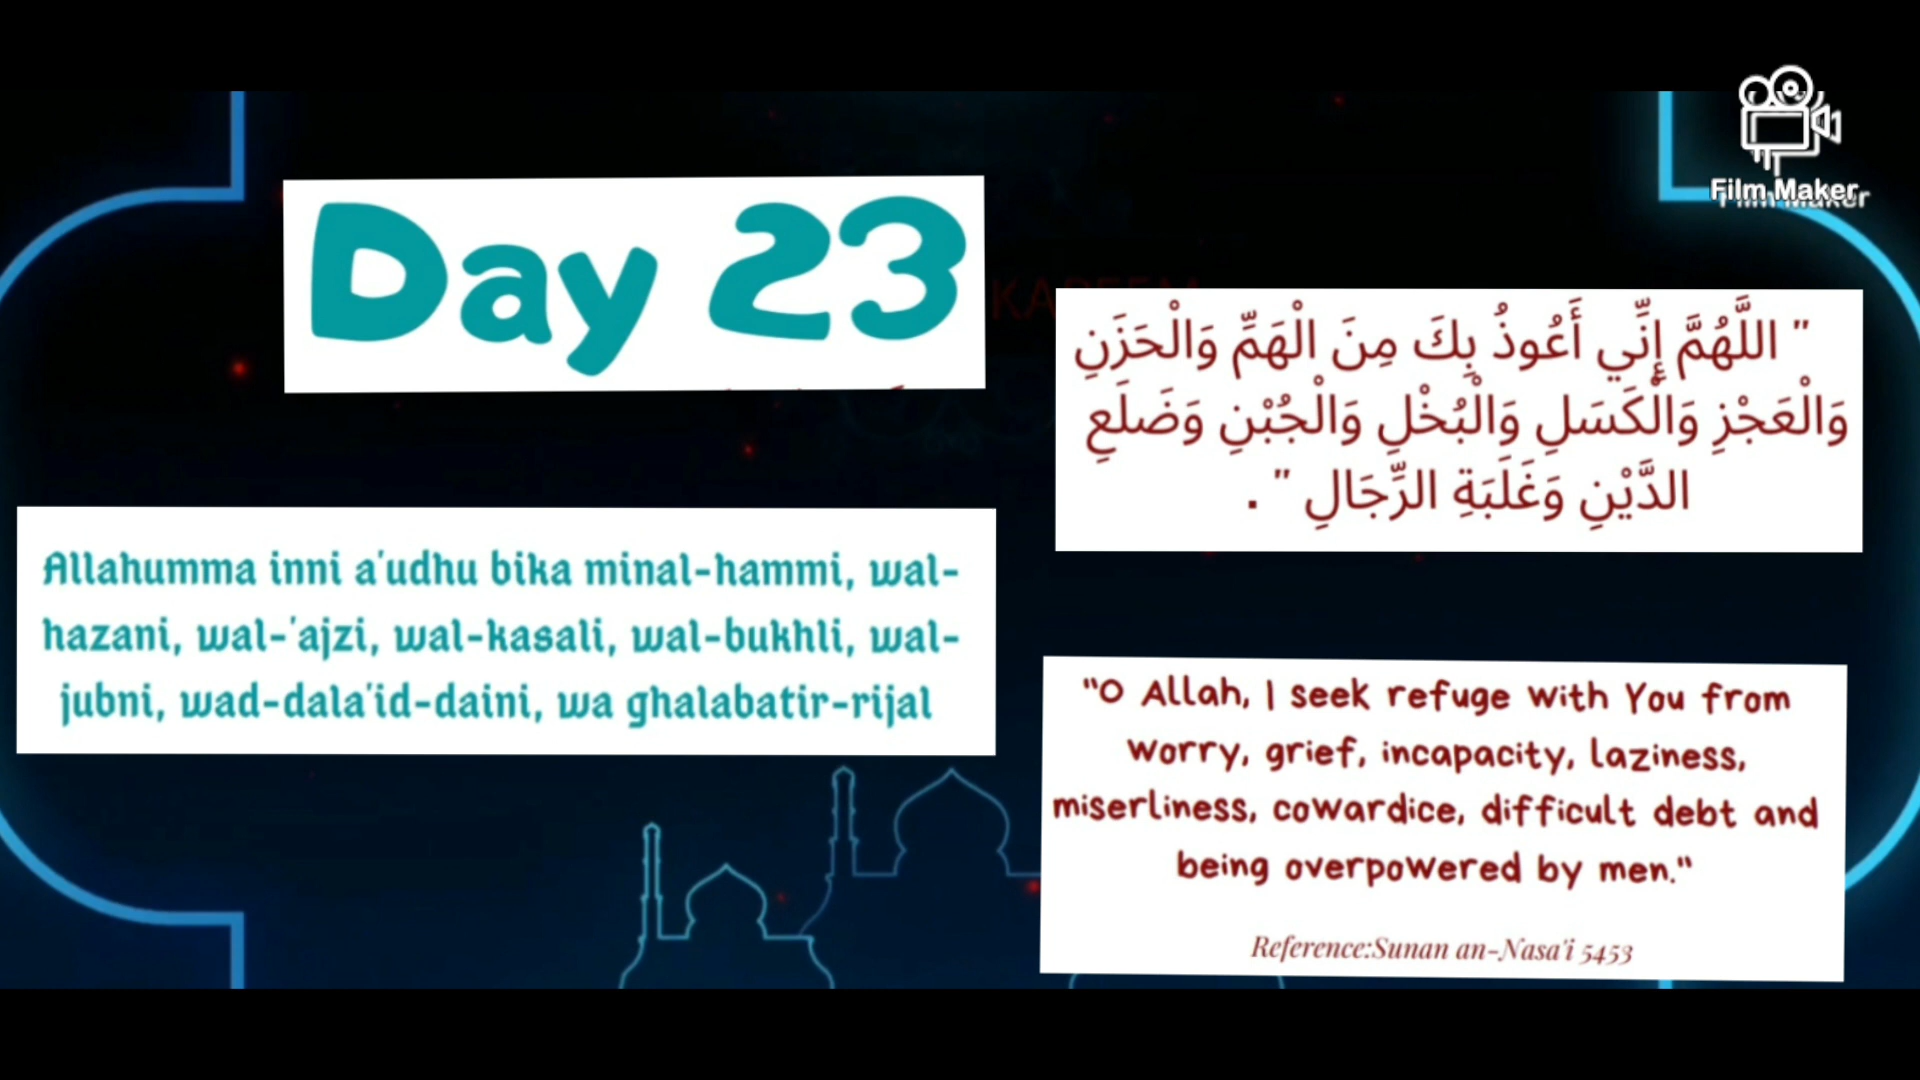 Film Maker
Day 23
" اللَّهُمَّ إِنِّي أَعُوذُ بِكَ مِنَ الْهَمِّ وَالْحَزَنِ
وَالْعَجْزِ وَالْكَسَلِ وَالْبُخْلِ وَالْجُبْنِ وَضَلَعِ
الدَّيْنِ وَغَلَبَةِ الرِّجَالِ " .
Allahumma inni a'udhu bika minal-hammi, wal-
hazani, wal-'ajzi, wal-kasali, wal-bukhli, wal-
jubni, wad-dala'id-daini, wa ghalabatir-rijal
"O Allah, I seek refuge with You from
worry, grief, incapacity, laziness,
miserliness, cowardice, difficult debt and
being overpowered by men."
Reference:Sunan an-Nasa'i 5453